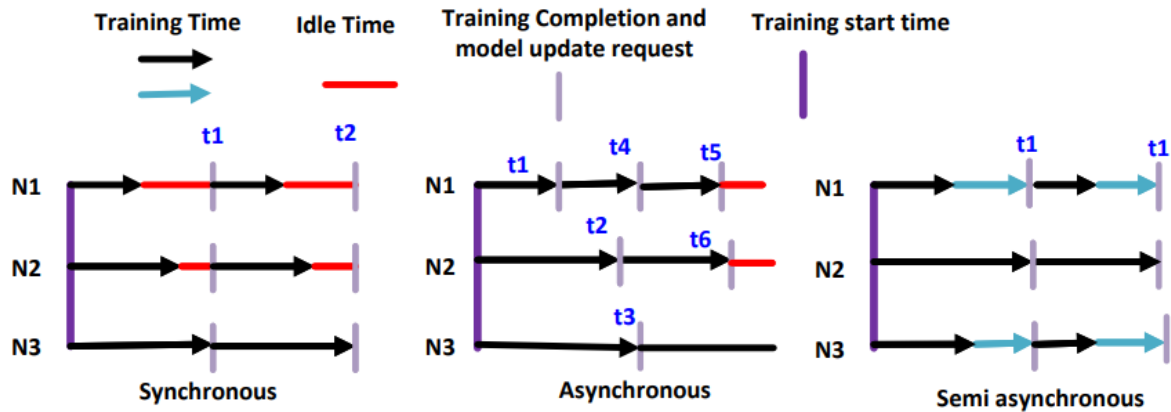 Training Time
Idle Time
Training Completion and
model update request
Training start time
t1
t2
N1
N2
N3
Synchronous
t1
t4
t5
N1
t2
t6
N2
t3
N3
Asynchronous
t1
t1
N1
N2
N3
Semi asynchronous